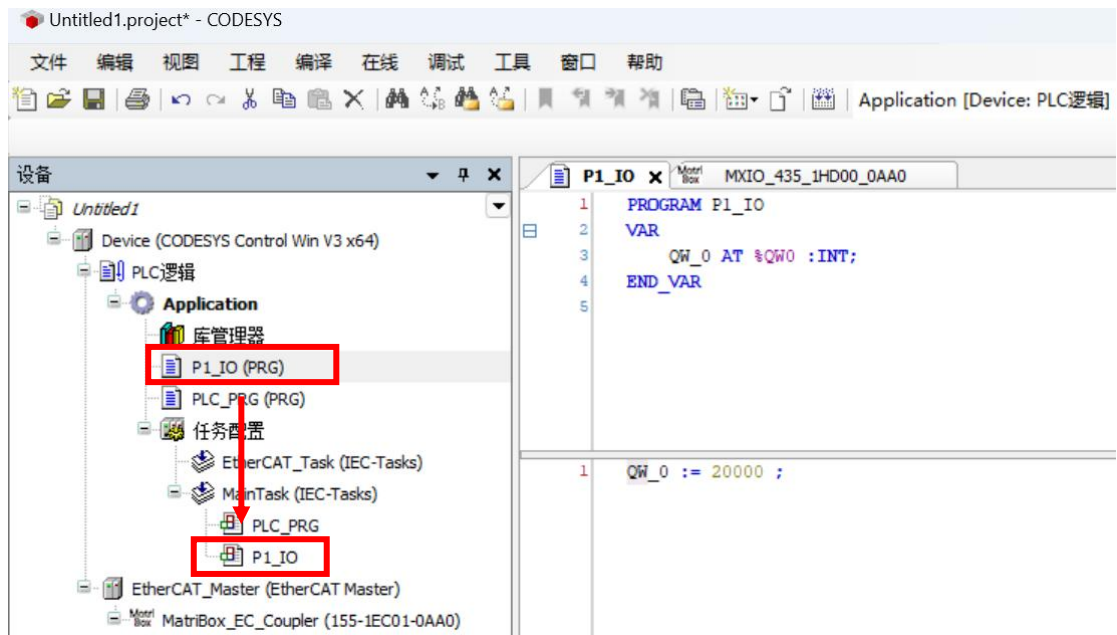 Untitled1.project* - CODESYS
文件 编辑 视图 工程 编译 在线 调试 工具 窗口 帮助
Application [Device: PLC逻辑]
设备
Untitled1
Device (CODESYS Control Win V3 x64)
PLC逻辑
Application
库管理器
P1_IO (PRG)
PLC_PRG (PRG)
任务配置
EtherCAT_Task (IEC-Tasks)
MainTask (IEC-Tasks)
PLC_PRG
P1_IO
EtherCAT_Master (EtherCAT Master)
Matri Box MatriBox_EC_Coupler (155-1EC01-0AA0)
P1_IO Matri Box MXIO_435_1HD00_0AA0
1 PROGRAM P1_IO
2 VAR
3 QW_0 AT %QW0 :INT;
4 END_VAR
5
1 QW_0 := 20000 ;